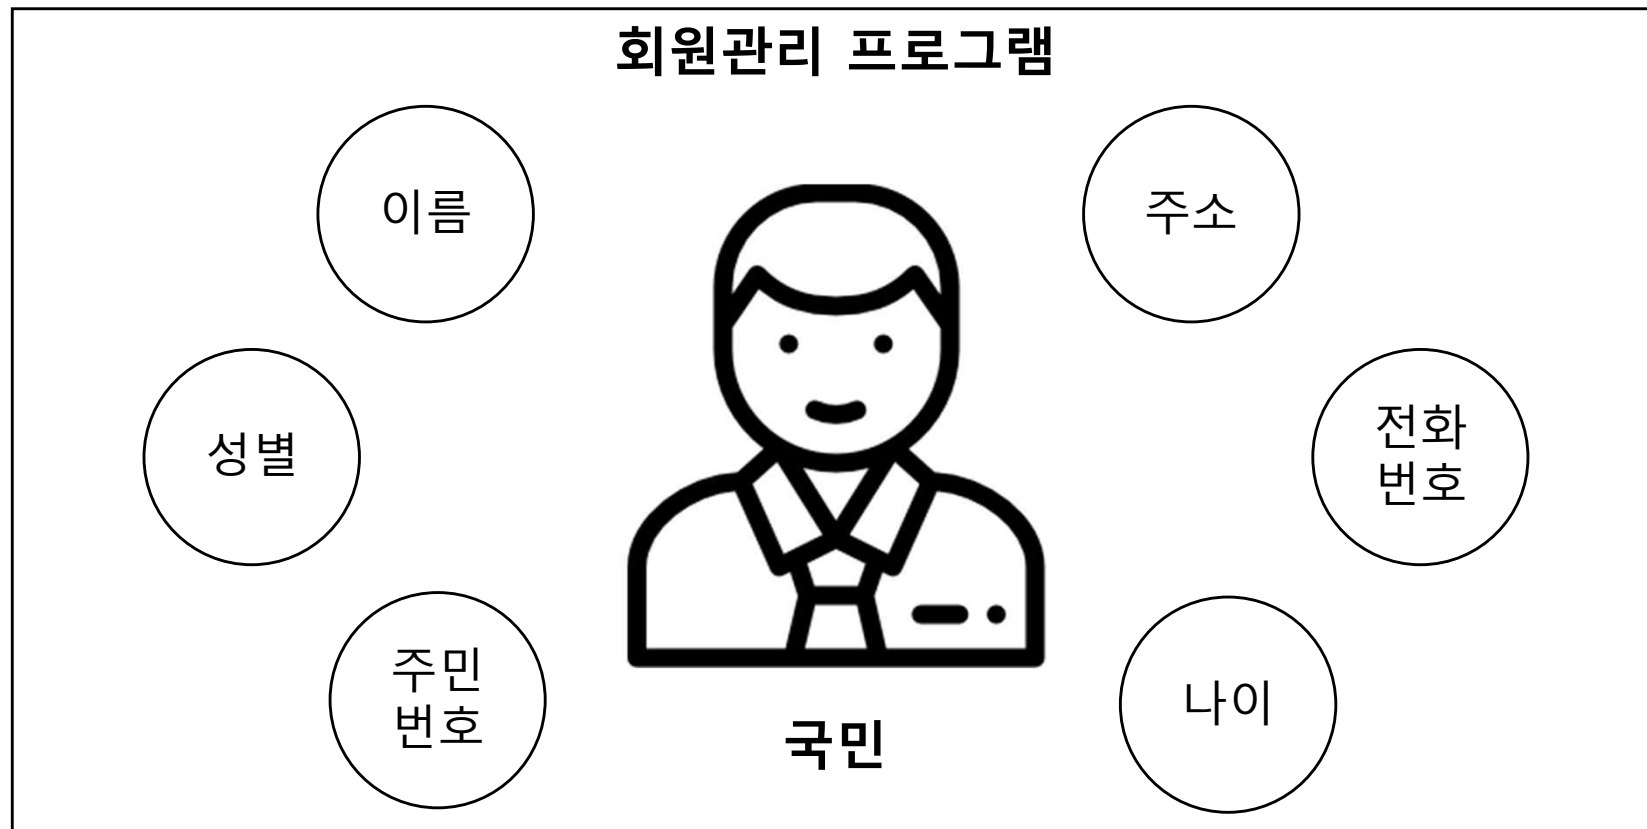 회원관리 프로그램
이름
주소
성별
전화
번호
주민
번호
나이
국민